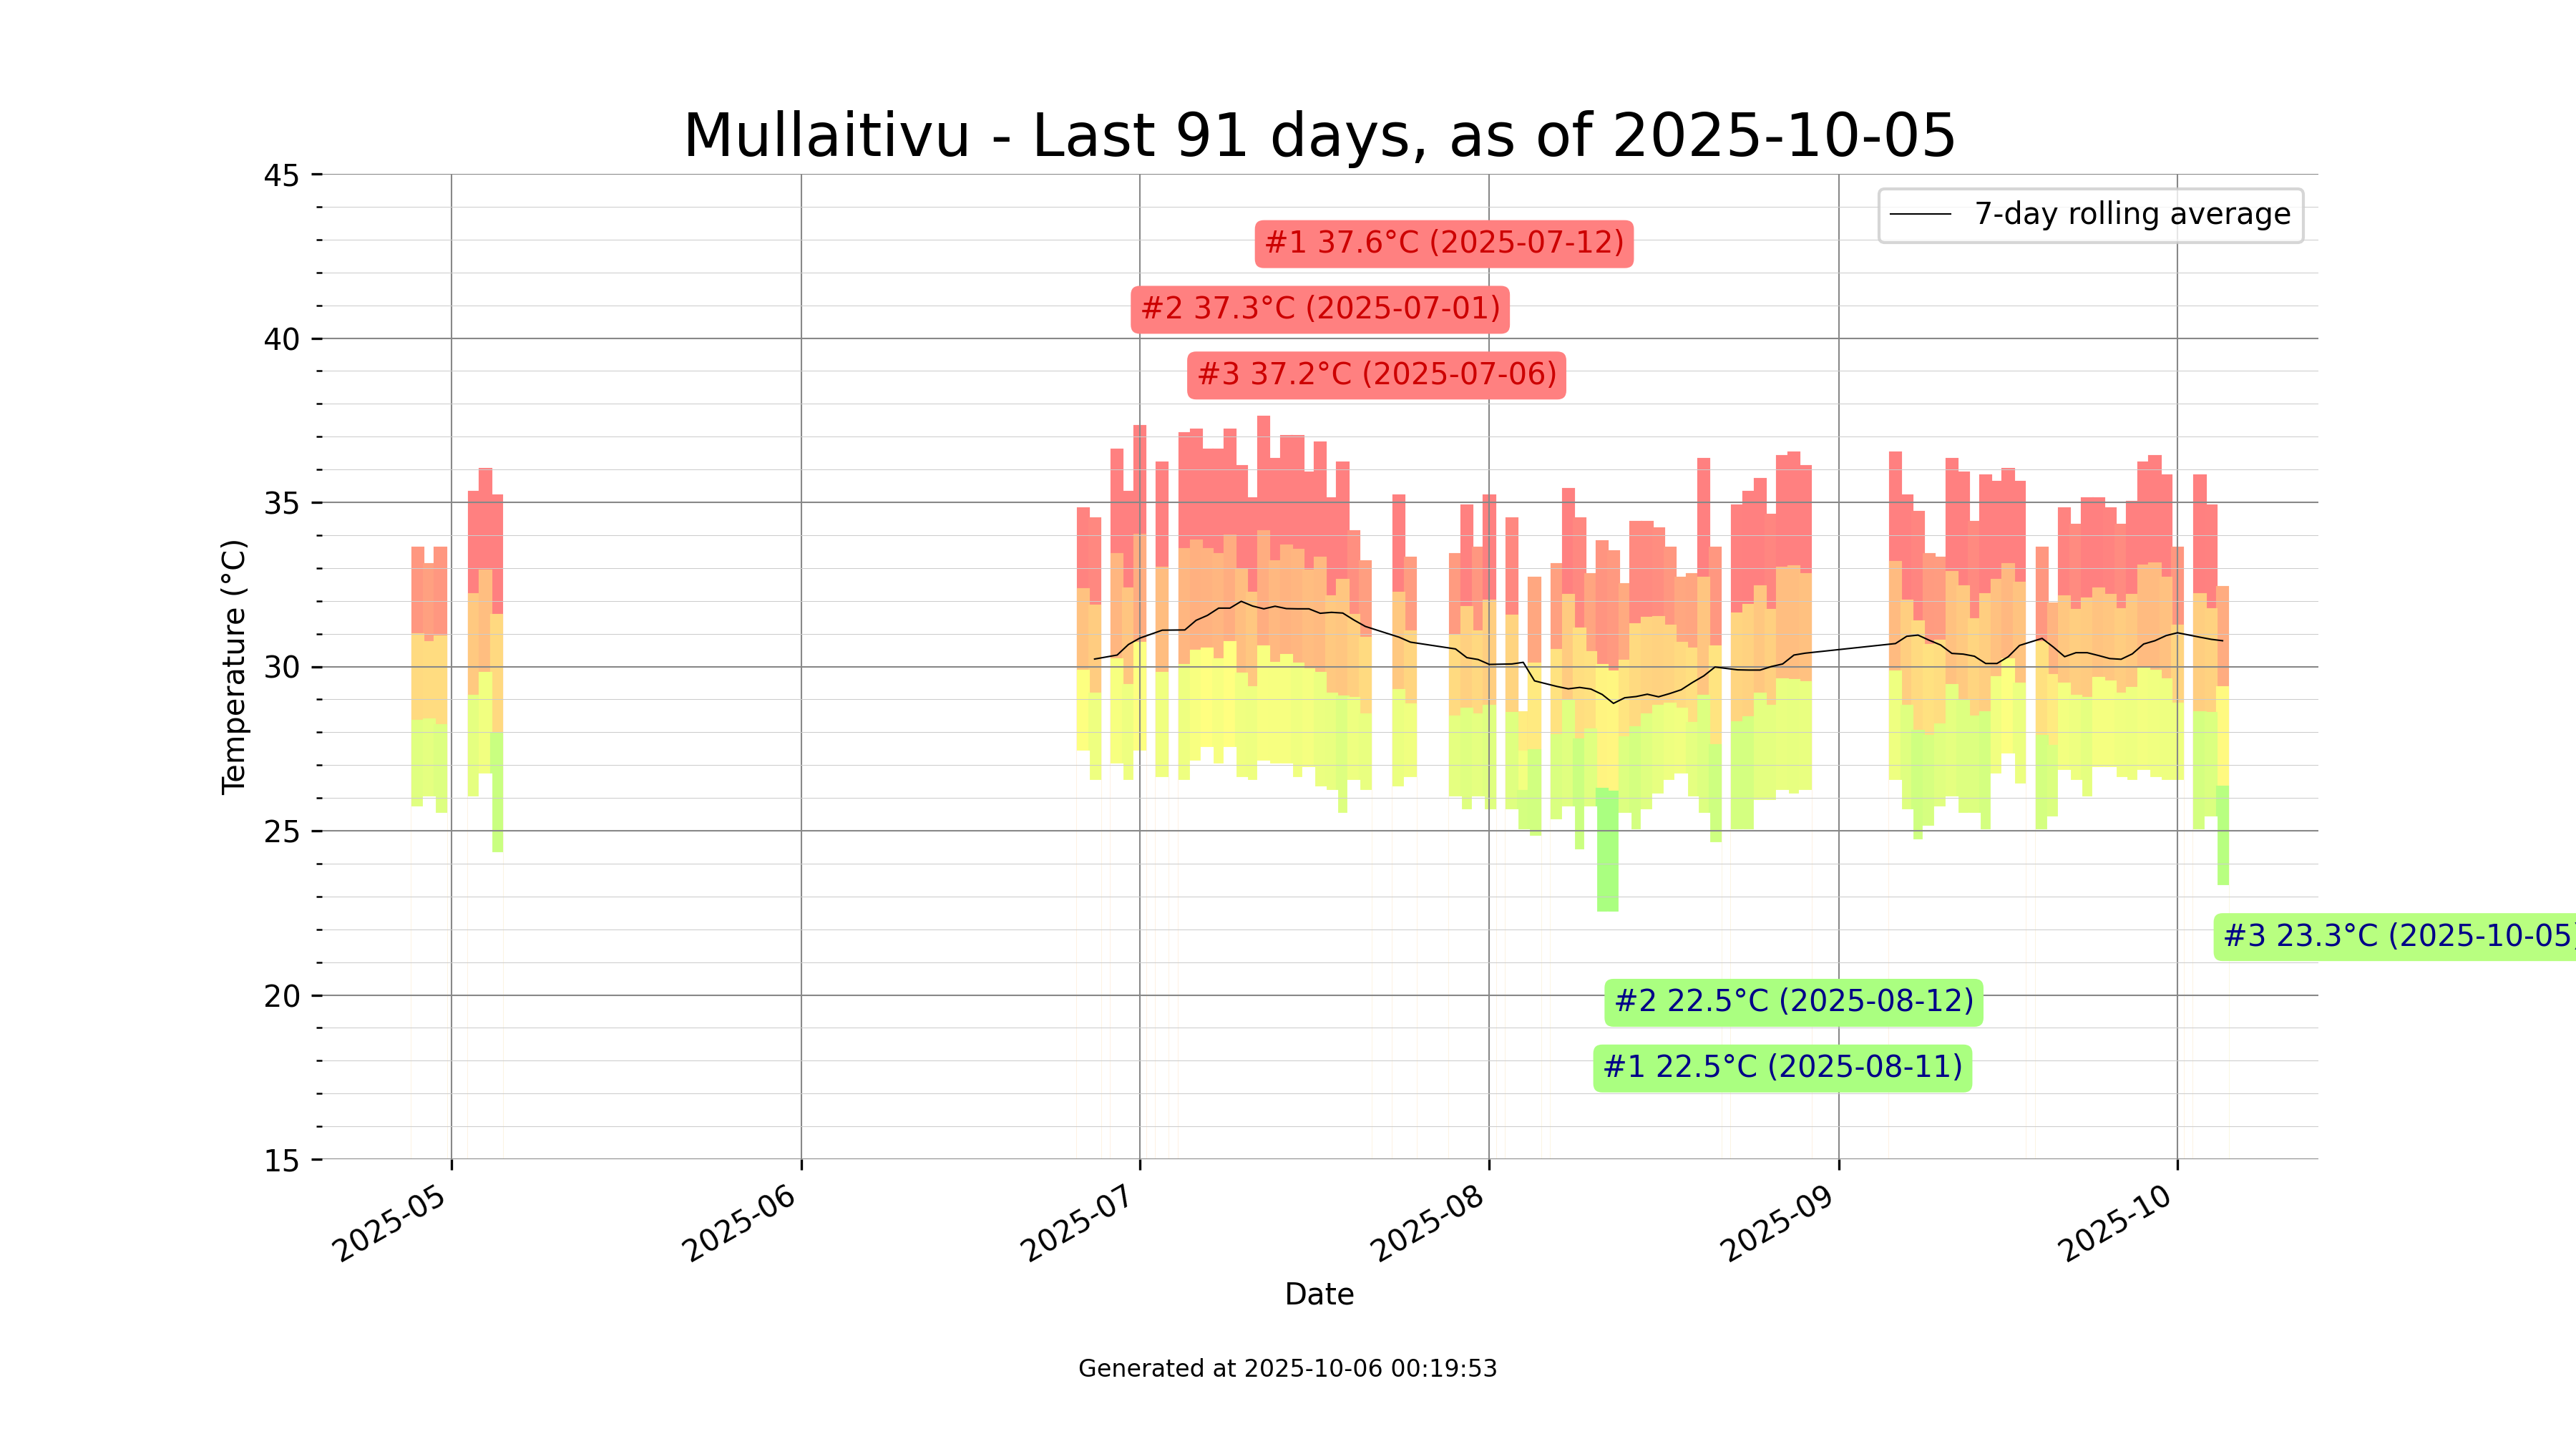 Mullaitivu - Last 91 days, as of 2025-10-05
45
40
35
30
25
20
15
Temperature (°C)
7-day rolling average
#1 37.6°C (2025-07-12)
#2 37.3°C (2025-07-01)
#3 37.2°C (2025-07-06)
#3 23.3°C (2025-10-05)
#2 22.5°C (2025-08-12)
#1 22.5°C (2025-08-11)
2025-05
2025-06
2025-07
2025-08
2025-09
2025-10
Date
Generated at 2025-10-06 00:19:53